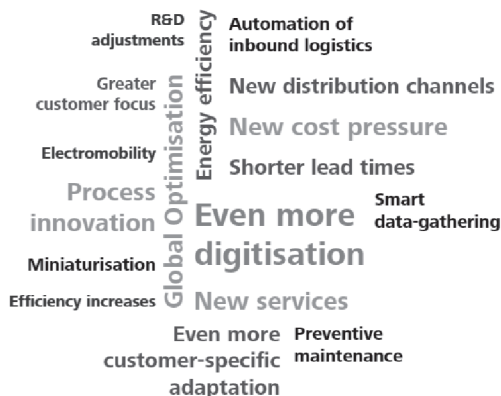 R&D
adjustments
Energy efficiency
Automation of
inbound logistics
Greater
customer focus
Global Optimisation
New distribution channels
New cost pressure
Electromobility
Shorter lead times
Process
innovation
Even more
digitisation
Smart
data-gathering
Miniaturisation
Efficiency increases
New services
Even more
customer-specific
adaptation
Preventive
maintenance